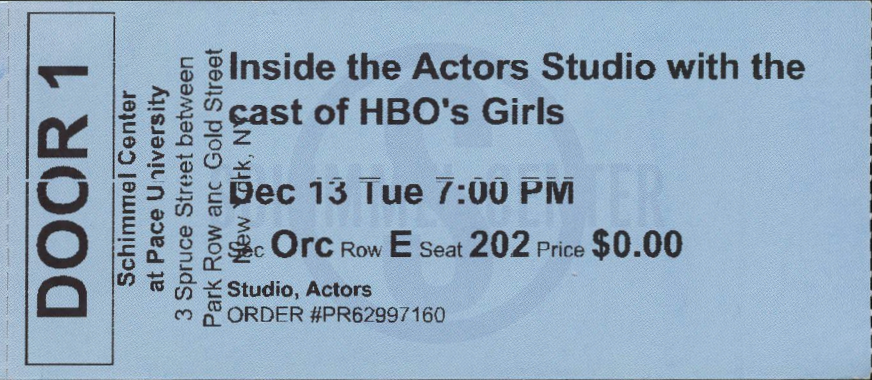 DOOR 1
Schimmel Center
at Pace University
3 Spruce Street between
Park Row and Gold Street
New York, NY
Inside the Actors Studio with the
cast of HBO's Girls
Dec 13 Tue 7:00 PM
Sec Orc Row E Seat 202 Price $0.00
Studio, Actors
ORDER #PR62997160
SCHIMMEL CENTER